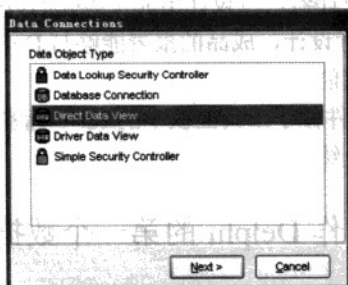 Data Connections
Data Object Type
Data Lookup Security Controller
Database Connection
Direct Data View
Driver Data View
Simple Security Controller
Next >
Cancel